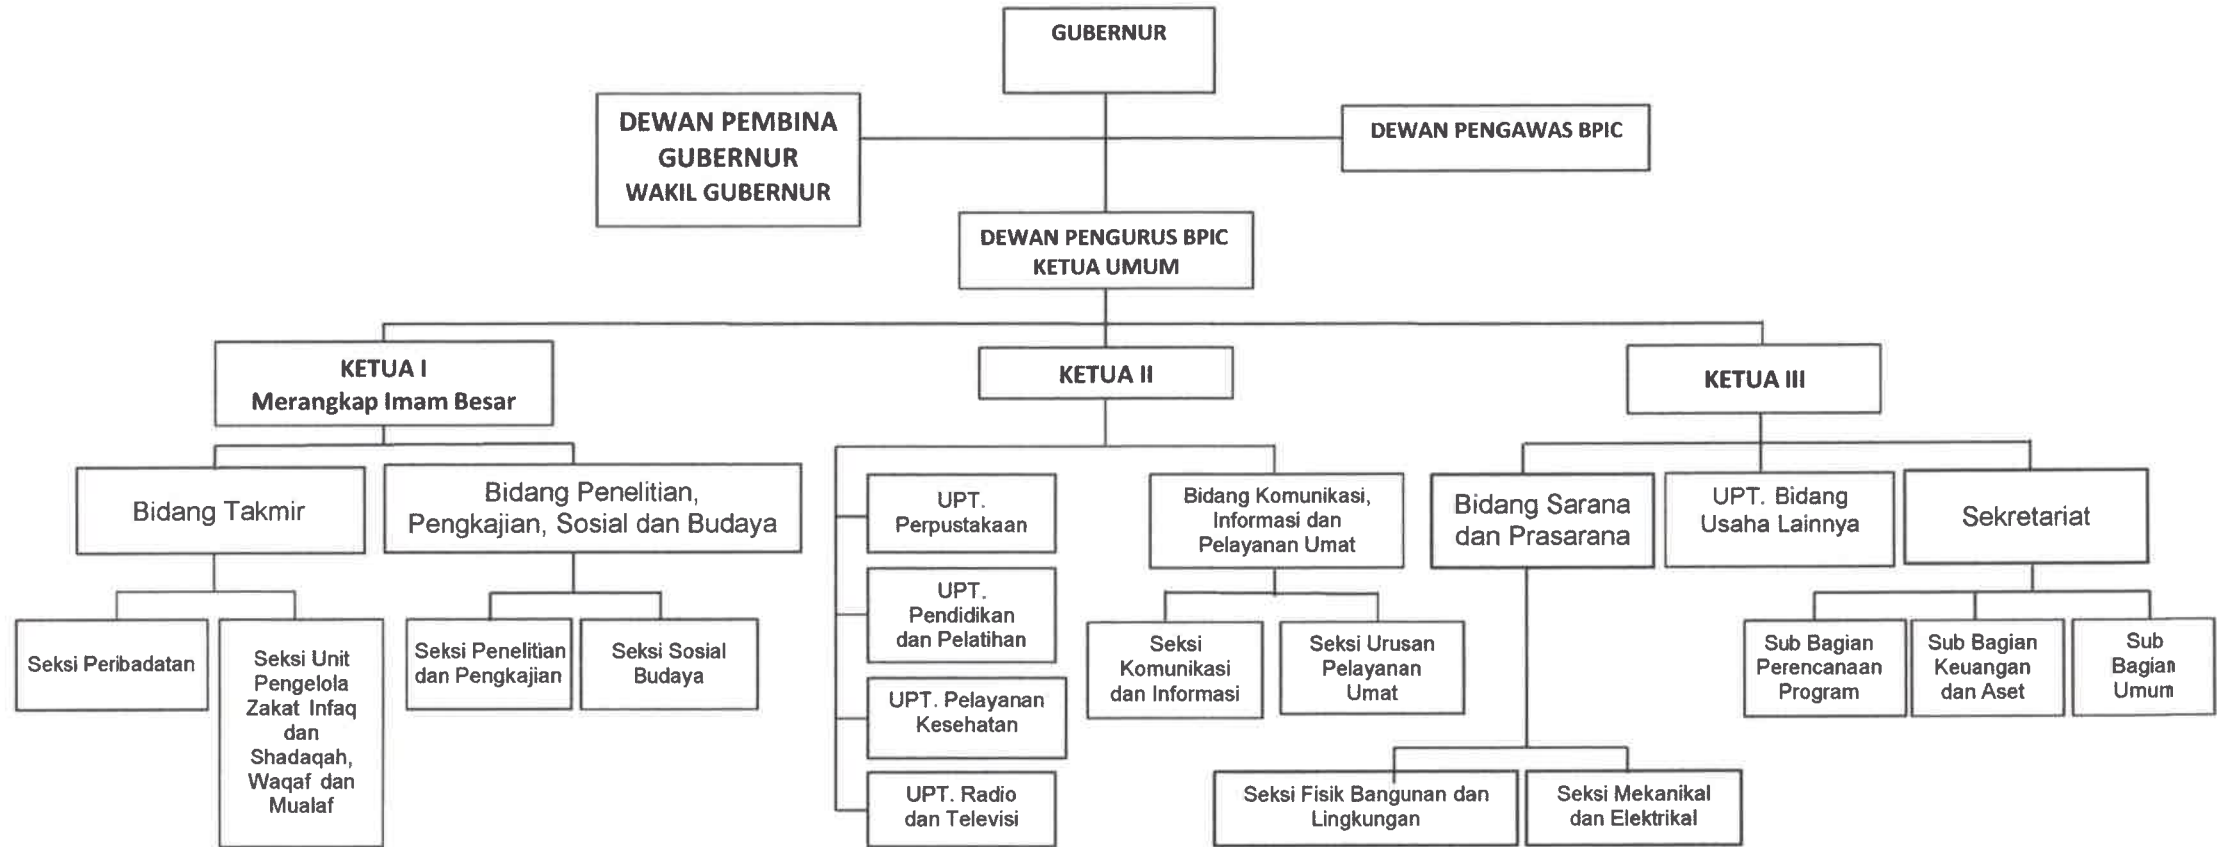 GUBERNUR
DEWAN PEMBINA
GUBERNUR
WAKIL GUBERNUR
DEWAN PENGAWAS BPIC
DEWAN PENGURUS BPIC
KETUA UMUM
KETUA I
Merangkap Imam Besar
KETUA II
KETUA III
Bidang Takmir
Bidang Penelitian,
Pengkajian, Sosial dan Budaya
UPT.
Perpustakaan
Bidang Komunikasi,
Informasi dan
Pelayanan Umat
Bidang Sarana
dan Prasarana
UPT. Bidang
Usaha Lainnya
Sekretariat
Seksi Peribadatan
Seksi Unit
Pengelola
Zakat Infaq
dan
Shadaqah,
Waqaf dan
Mualaf
Seksi Penelitian
dan Pengkajian
Seksi Sosial
Budaya
UPT.
Pendidikan
dan Pelatihan
UPT. Pelayanan
Kesehatan
UPT. Radio
dan Televisi
Seksi
Komunikasi
dan Informasi
Seksi Urusan
Pelayanan
Umat
Seksi Fisik Bangunan dan
Lingkungan
Seksi Mekanikal
dan Elektrikal
Sub Bagian
Perencanaan
Program
Sub Bagian
Keuangan
dan Aset
Sub
Bagian
Umum